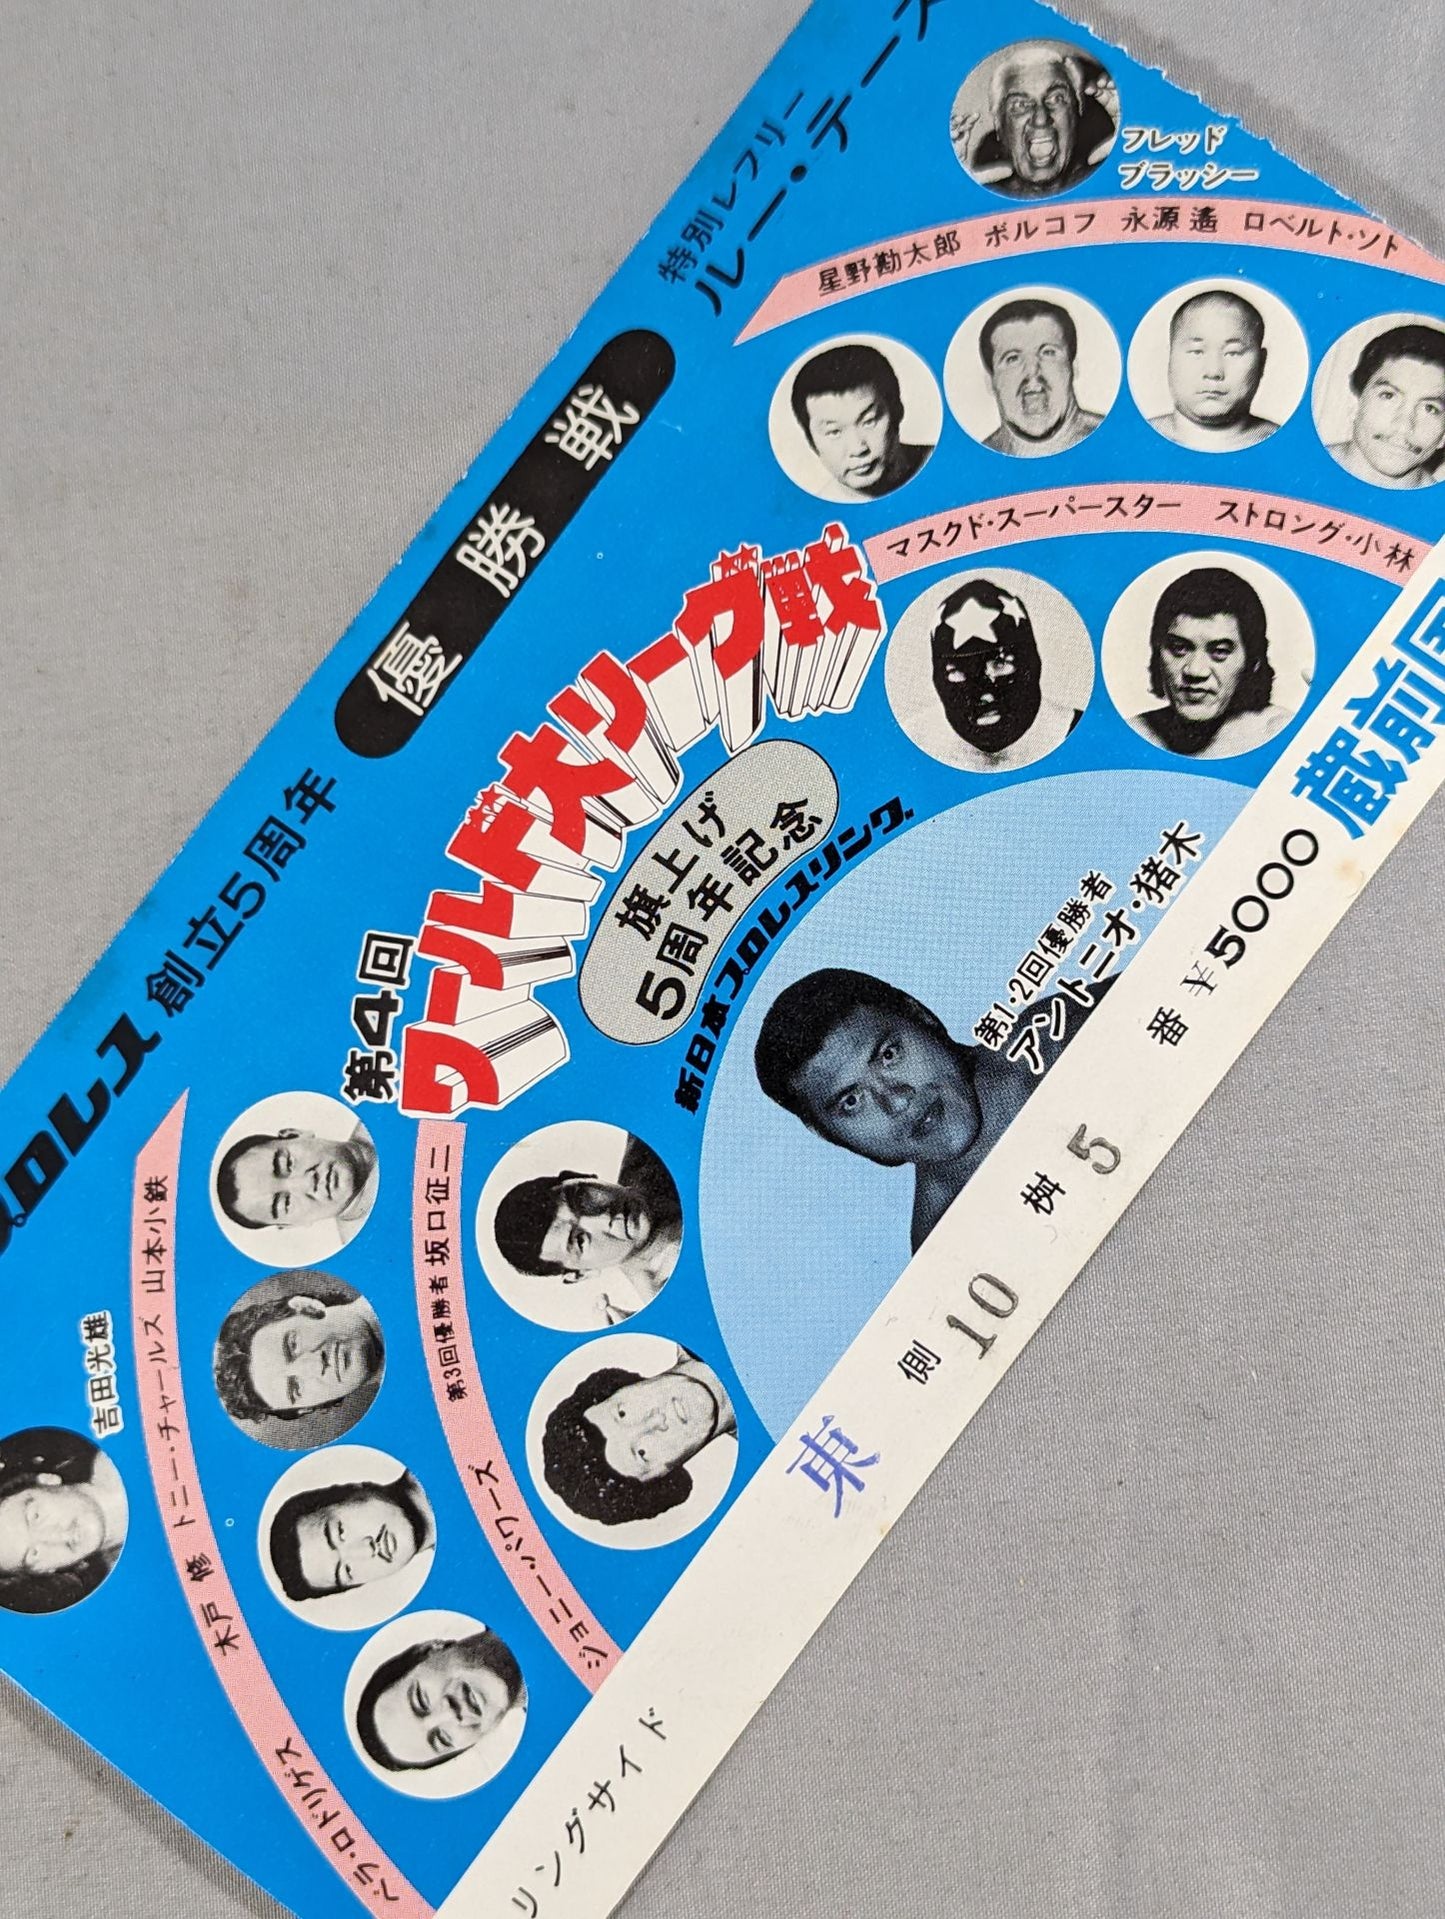 プロレス 創立5周年
優勝戦
特別レフリー
ルー・テーズ
フレッド
ブラッシー
星野勘太郎 ボルコフ 永源遙 ロベルト・ソト
マスクド・スーパースター ストロング・小林
第4回
ワールド大リーグ戦
旗上げ
5周年記念
新日本プロレスリング
第1・2回優勝者
アントニオ・猪木
吉田光雄
ベラ・ロドリゲス 木戸修 トニー・チャールズ 山本小鉄
ジョニー・パワーズ 第3回優勝者 坂口征二
蔵前国
リングサイド 東 側 10 桝 5 番 ¥5000